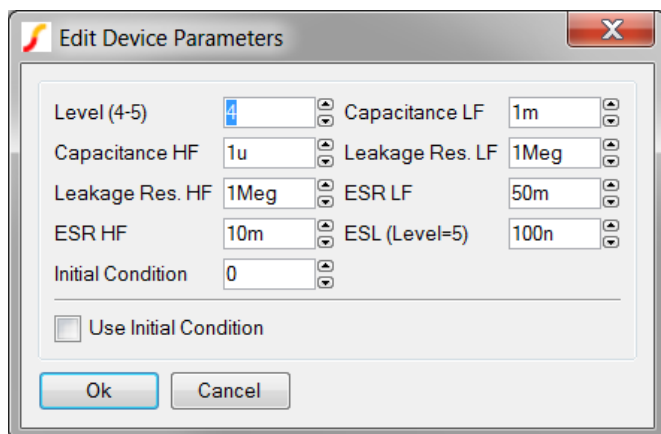 Edit Device Parameters
Level (4-5) 4 Capacitance LF 1m
Capacitance HF 1u Leakage Res. LF 1Meg
Leakage Res. HF 1Meg ESR LF 50m
ESR HF 10m ESL (Level=5) 100n
Initial Condition 0
Use Initial Condition
Ok Cancel